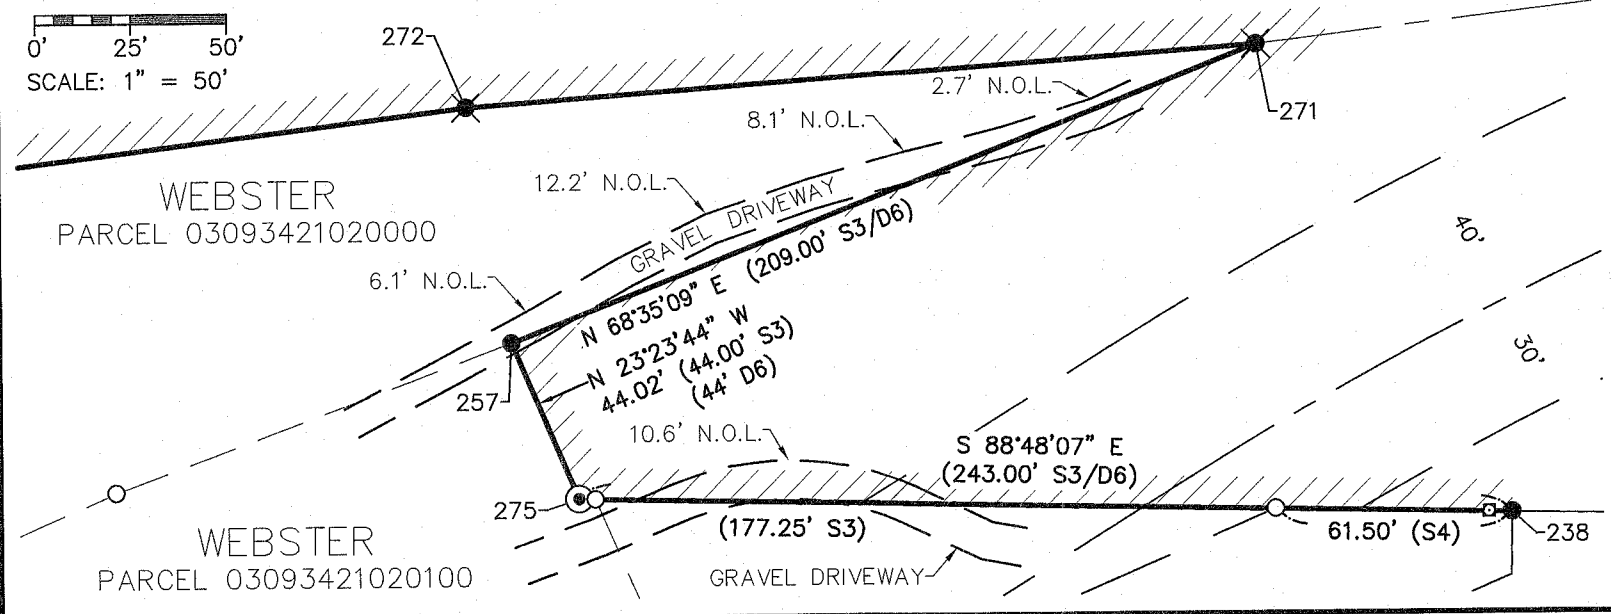 0' 25' 50'
SCALE: 1" = 50'
272
271
2.7' N.O.L.
8.1' N.O.L.
12.2' N.O.L.
6.1' N.O.L.
WEBSTER
PARCEL 03093421020000
GRAVEL DRIVEWAY
N 68°35'09" E (209.00' S3/D6)
N 23°23'44" W
44.02' (44.00' S3)
(44' D6)
257
40'
30'
10.6' N.O.L.
S 88°48'07" E
(243.00' S3/D6)
275
(177.25' S3)
61.50' (S4)
238
WEBSTER
PARCEL 03093421020100
GRAVEL DRIVEWAY